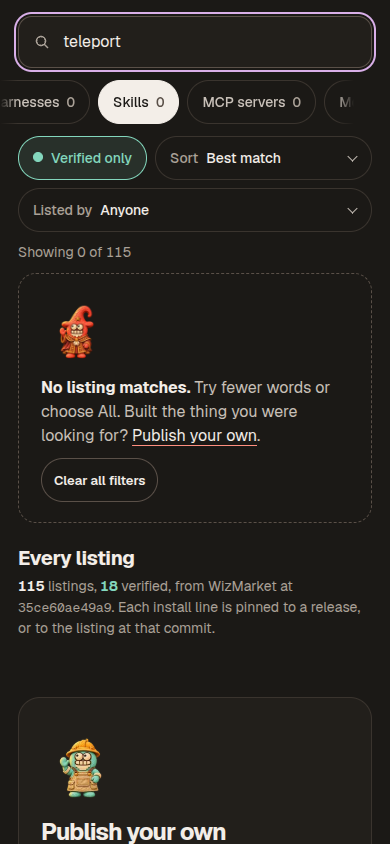 teleport
arnesses 0
Skills 0
MCP servers 0
Verified only
Sort Best match
Listed by Anyone
Showing 0 of 115
No listing matches. Try fewer words or
choose All. Built the thing you were
looking for? Publish your own.
Clear all filters
Every listing
115 listings, 18 verified, from WizMarket at
35ce60ae49a9. Each install line is pinned to a release,
or to the listing at that commit.
Publish your own